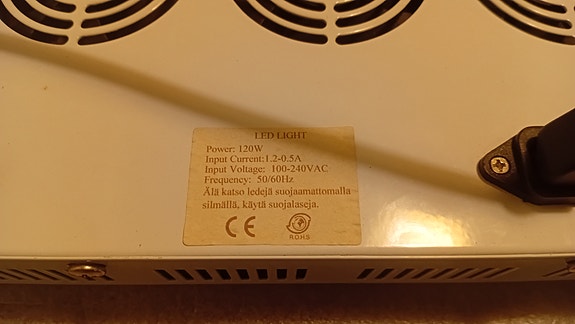 LED LIGHT
Power: 120W
Input Current:1.2-0.5A
Input Voltage: 100-240VAC
Frequency: 50/60Hz
Älä katso ledejä suojaamattomalla
silmällä, käytä suojalaseja.
CE
ROHS